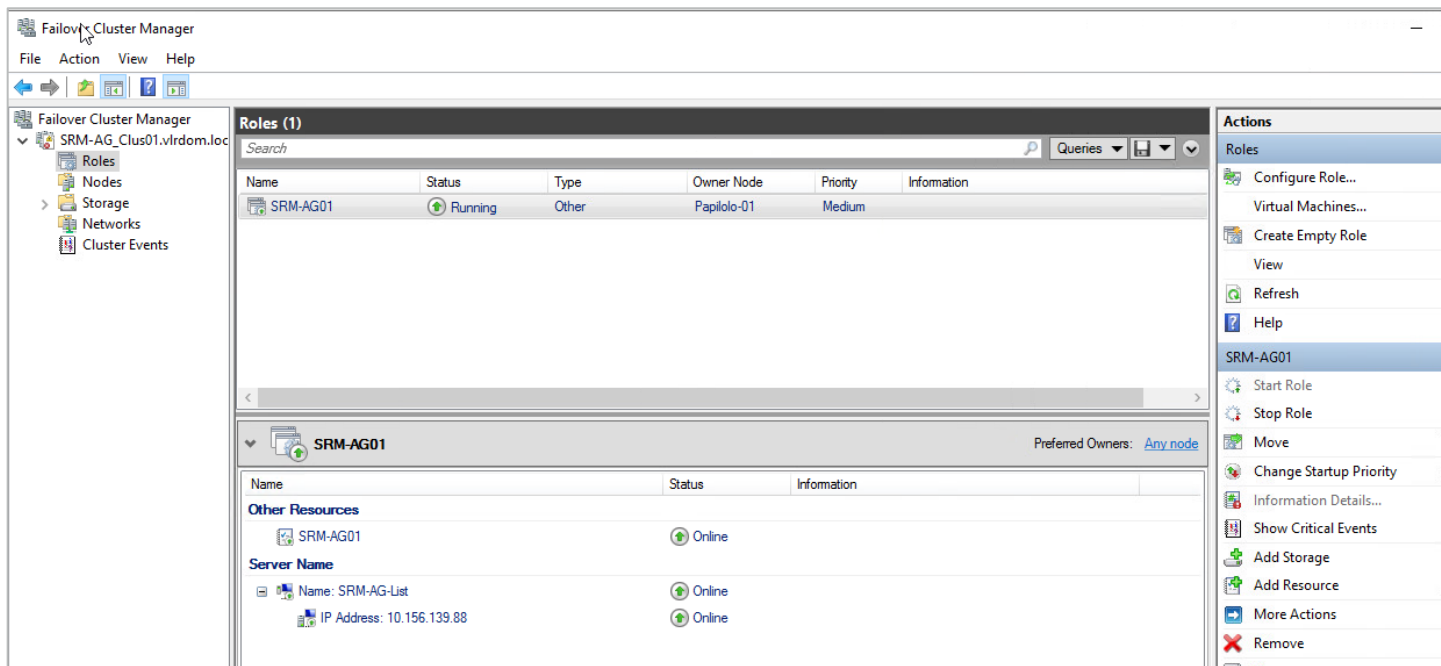 Failover Cluster Manager
File Action View Help
Failover Cluster Manager
SRM-AG_Clus01.vlrdom.loc
Roles
Nodes
Storage
Networks
Cluster Events
Roles (1)
Search
Queries
Name Status Type Owner Node Priority Information
SRM-AG01 Running Other Papilolo-01 Medium
SRM-AG01 Preferred Owners: Any node
Name Status Information
Other Resources
SRM-AG01 Online
Server Name
Name: SRM-AG-List Online
IP Address: 10.156.139.88 Online
Actions
Roles
Configure Role...
Virtual Machines...
Create Empty Role
View
Refresh
Help
SRM-AG01
Start Role
Stop Role
Move
Change Startup Priority
Information Details...
Show Critical Events
Add Storage
Add Resource
More Actions
Remove